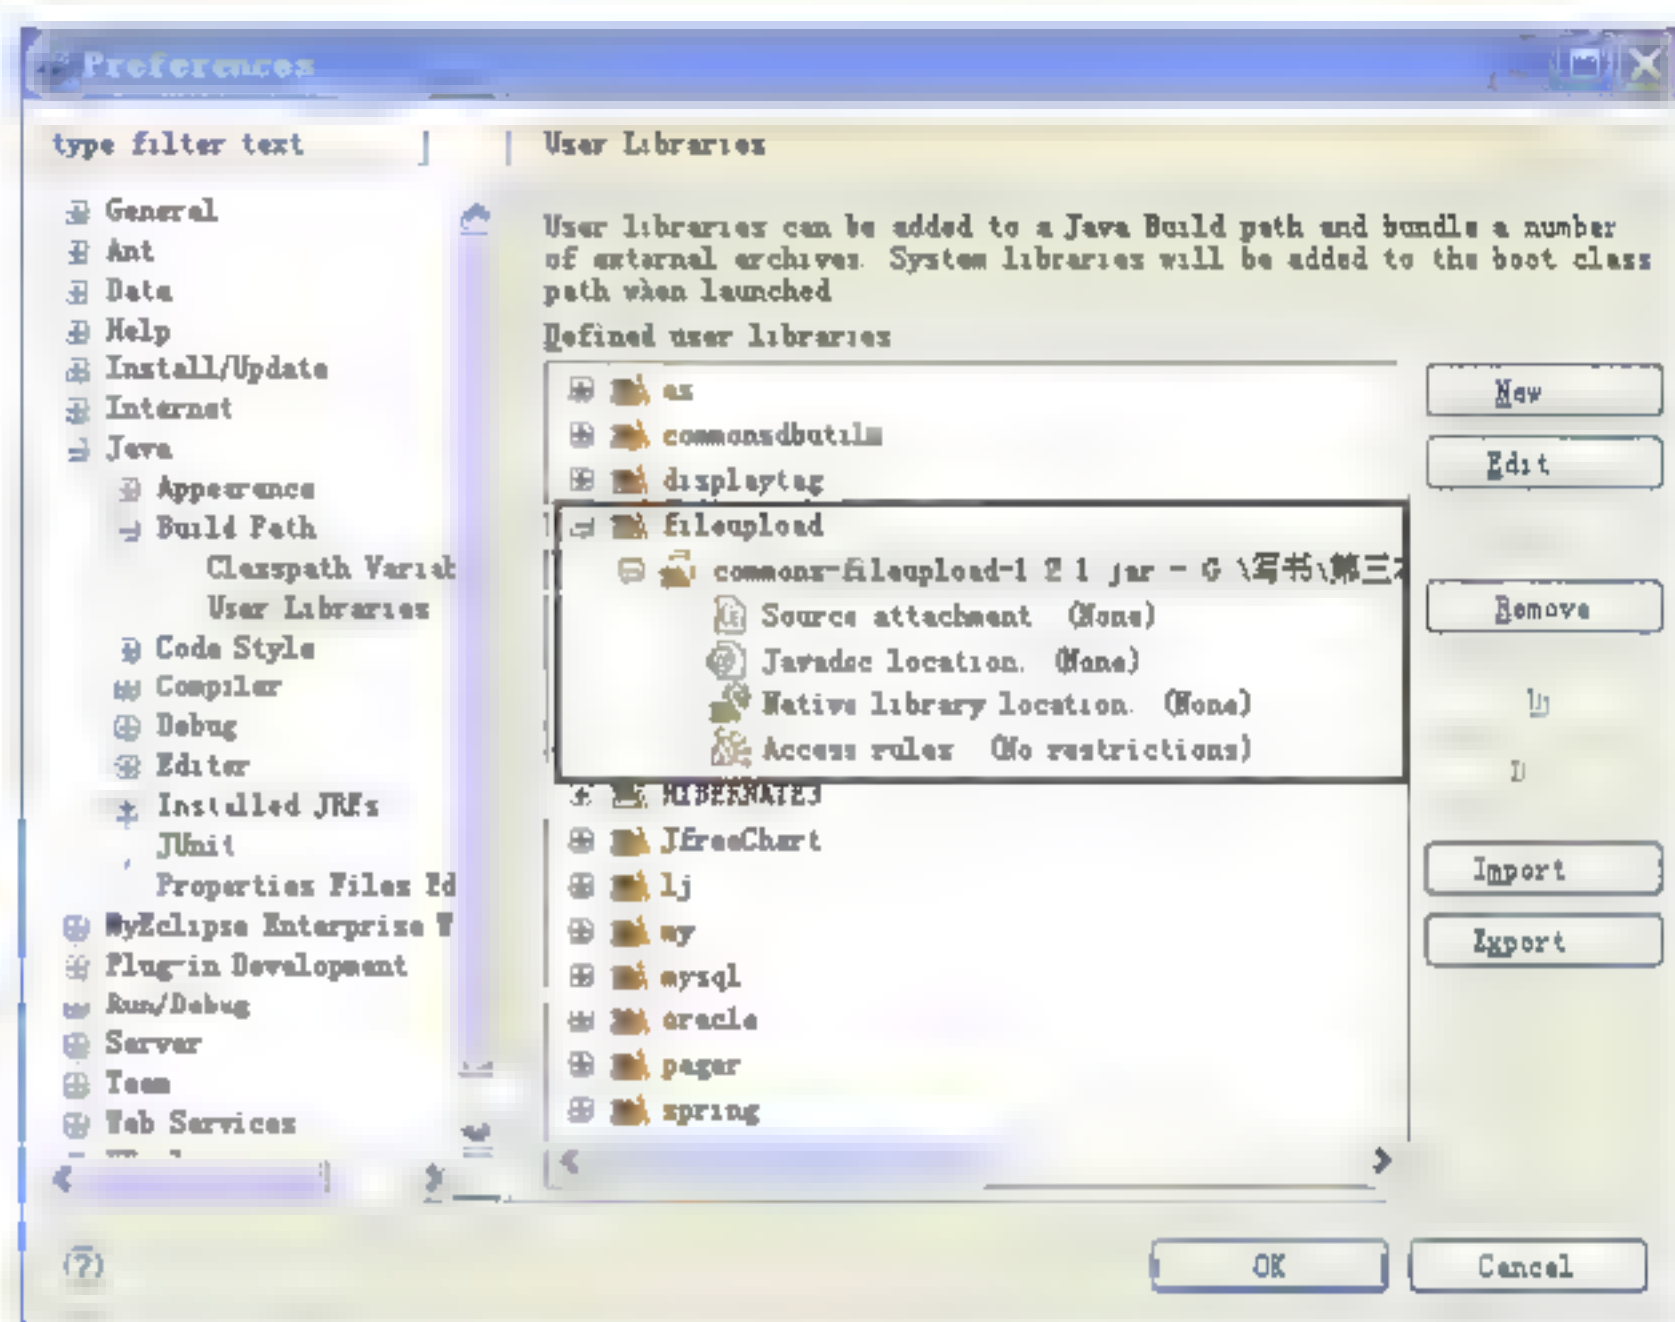 Preferences
type filter text
General
Ant
Data
Help
Install/Update
Internet
Java
Appearance
Build Path
Classpath Variab
User Libraries
Code Style
Compiler
Debug
Editor
Installed JREs
JUnit
Properties Files Ed
MyEclipse Enterprise W
Plug-in Development
Run/Debug
Server
Team
Web Services
User Libraries
User libraries can be added to a Java Build path and bundle a number
of external archives. System libraries will be added to the boot class
path when launched
Defined user libraries
commonsdbutils
displaytag
fileupload
commons-fileupload-1 2 1 jar - G \写书\第三
Source attachment (None)
Javadoc location. (None)
Native library location. (None)
Access rules (No restrictions)
HIBERNATE3
JfreeChart
lj
my
mysql
oracle
pager
spring
New
Edit
Remove
Import
Export
OK
Cancel